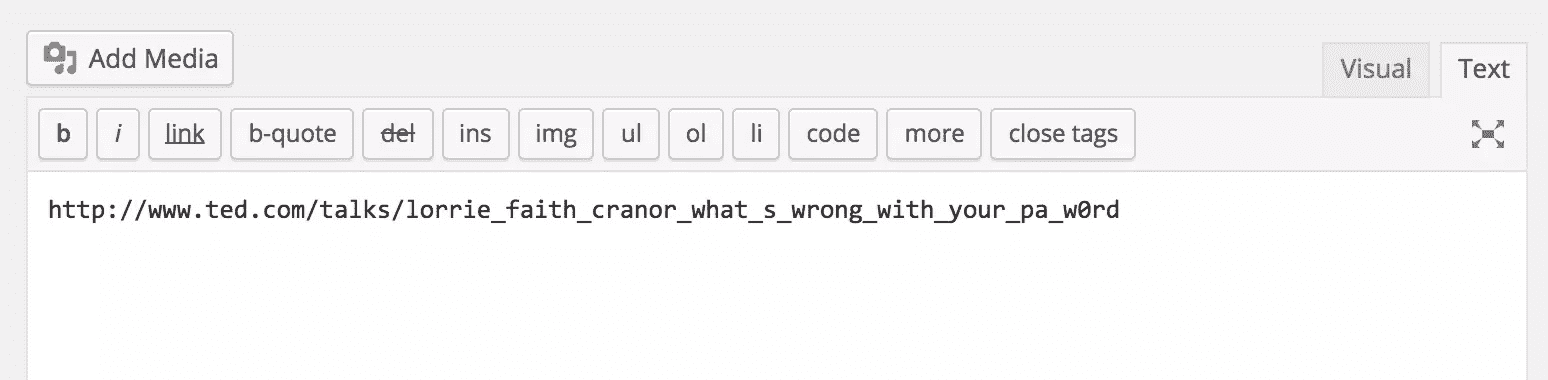 Add Media
Visual Text
b i link b-quote del ins img ul ol li code more close tags
http://www.ted.com/talks/lorrie_faith_cranor_what_s_wrong_with_your_pa_w0rd